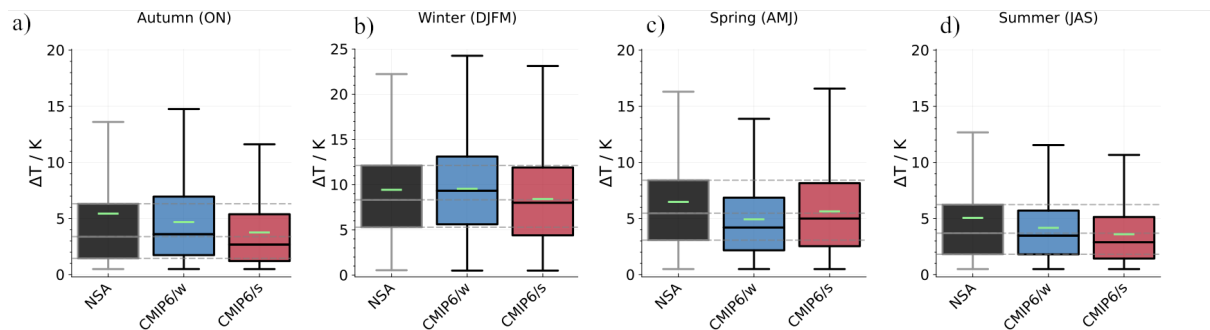 a)
Autumn (ON)
ΔT / K
20
15
10
5
0
NSA
CMIP6/w
CMIP6/s
b)
Winter (DJFM)
ΔT / K
25
20
15
10
5
0
NSA
CMIP6/w
CMIP6/s
c)
Spring (AMJ)
ΔT / K
20
15
10
5
0
NSA
CMIP6/w
CMIP6/s
d)
Summer (JAS)
ΔT / K
20
15
10
5
0
NSA
CMIP6/w
CMIP6/s